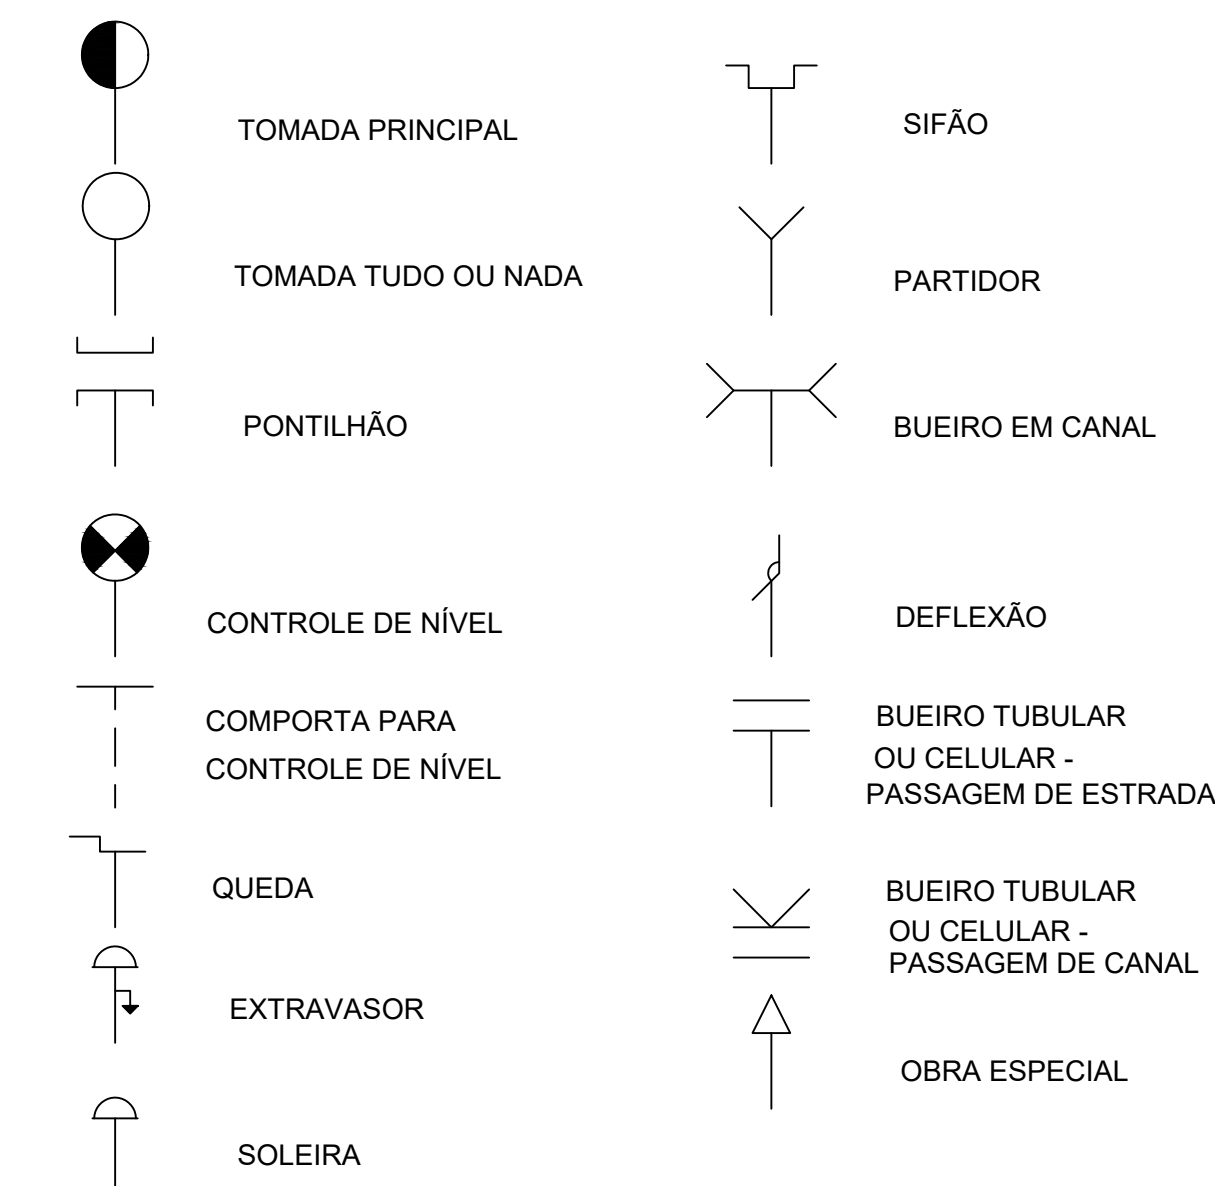 TOMADA PRINCIPAL
TOMADA TUDO OU NADA
PONTILHÃO
CONTROLE DE NÍVEL
COMPORTA PARA
CONTROLE DE NÍVEL
QUEDA
EXTRAVASOR
SOLEIRA
SIFÃO
PARTIDOR
BUEIRO EM CANAL
DEFLEXÃO
BUEIRO TUBULAR
OU CELULAR -
PASSAGEM DE ESTRADA
BUEIRO TUBULAR
OU CELULAR -
PASSAGEM DE CANAL
OBRA ESPECIAL